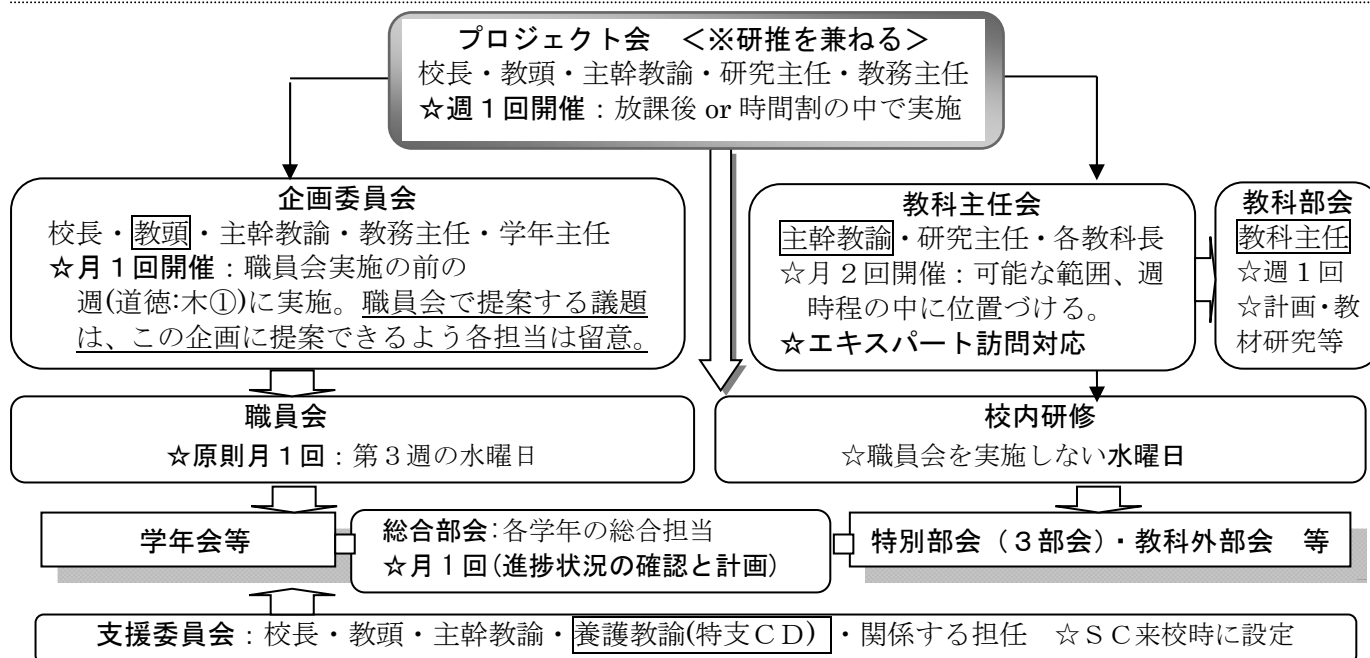 プロジェクト会　＜※研推を兼ねる＞
校長・教頭・主幹教諭・研究主任・教務主任
☆週１回開催：放課後 or 時間割の中で実施
企画委員会
校長・教頭・主幹教諭・教務主任・学年主任
☆月１回開催：職員会実施の前の
週(道徳:木①)に実施。職員会で提案する議題
は、この企画に提案できるよう各担当は留意。
教科主任会
主幹教諭・研究主任・各教科長
☆月２回開催：可能な範囲、週
時程の中に位置づける。
☆エキスパート訪問対応
教科部会
教科主任
☆週１回
☆計画・教
材研究等
職員会
☆原則月１回：第３週の水曜日
校内研修
☆職員会を実施しない水曜日
学年会等
総合部会:各学年の総合担当
☆月１回(進捗状況の確認と計画)
特別部会（３部会）・教科外部会　等
支援委員会：校長・教頭・主幹教諭・養護教諭(特支ＣＤ)・関係する担任　☆ＳＣ来校時に設定